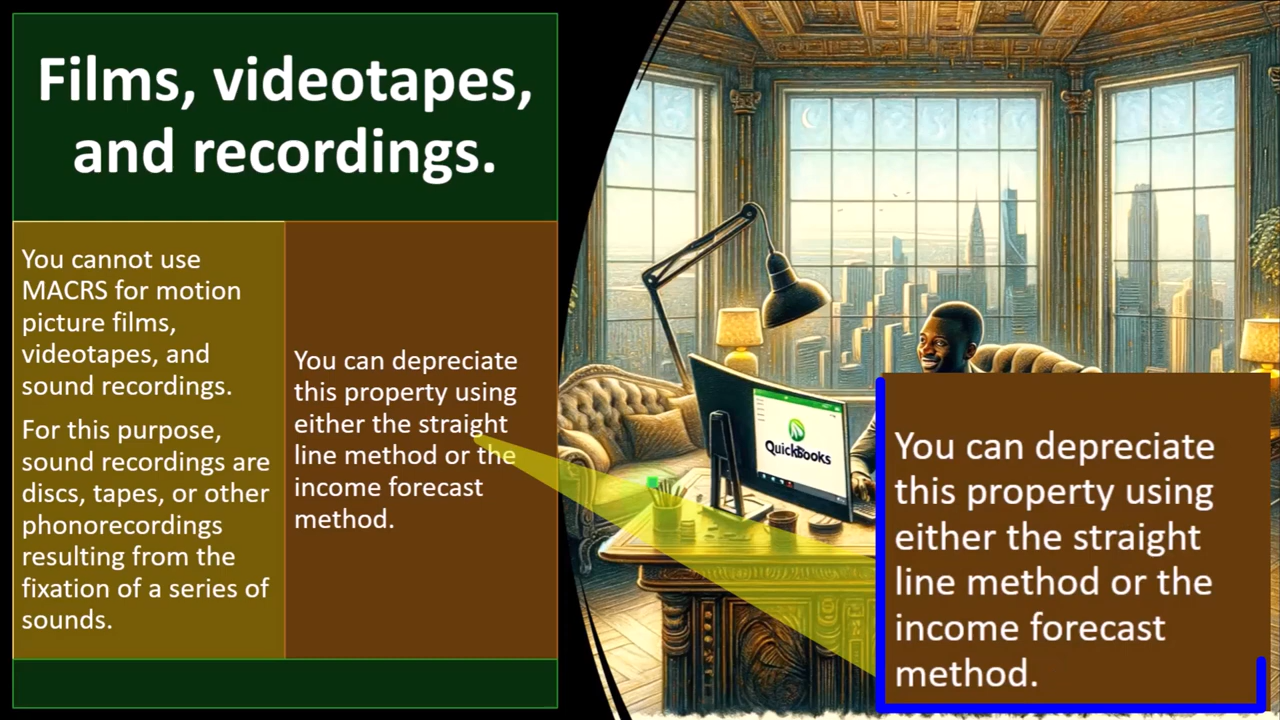 Films, videotapes,
and recordings.
You cannot use
MACRS for motion
picture films,
videotapes, and
sound recordings.
For this purpose,
sound recordings are
discs, tapes, or other
phonorecordings
resulting from the
fixation of a series of
sounds.
You can depreciate
this property using
either the straight
line method or the
income forecast
method.
QuickBooks
You can depreciate
this property using
either the straight
line method or the
income forecast
method.